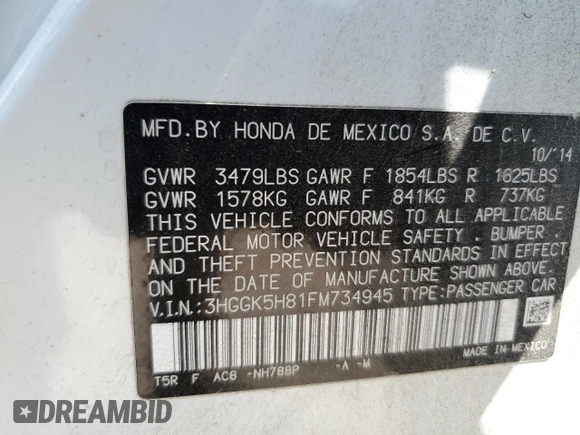 MFD.BY HONDA DE MEXICO S.A. DE C.V.
10/'14
GVWR 3479LBS GAWR F 1854LBS R 1625LBS
GVWR 1578KG GAWR F 841KG R 737KG
THIS VEHICLE CONFORMS TO ALL APPLICABLE
FEDERAL MOTOR VEHICLE SAFETY . BUMPER .
AND THEFT PREVENTION STANDARDS IN EFFECT
ON THE DATE OF MANUFACTURE SHOWN ABOVE.
V.I.N.:3HGGK5H81FM734945 TYPE:PASSENGER CAR
MADE IN MEXICO
T5R F AC8 -NH788P -A -M
DREAMBID